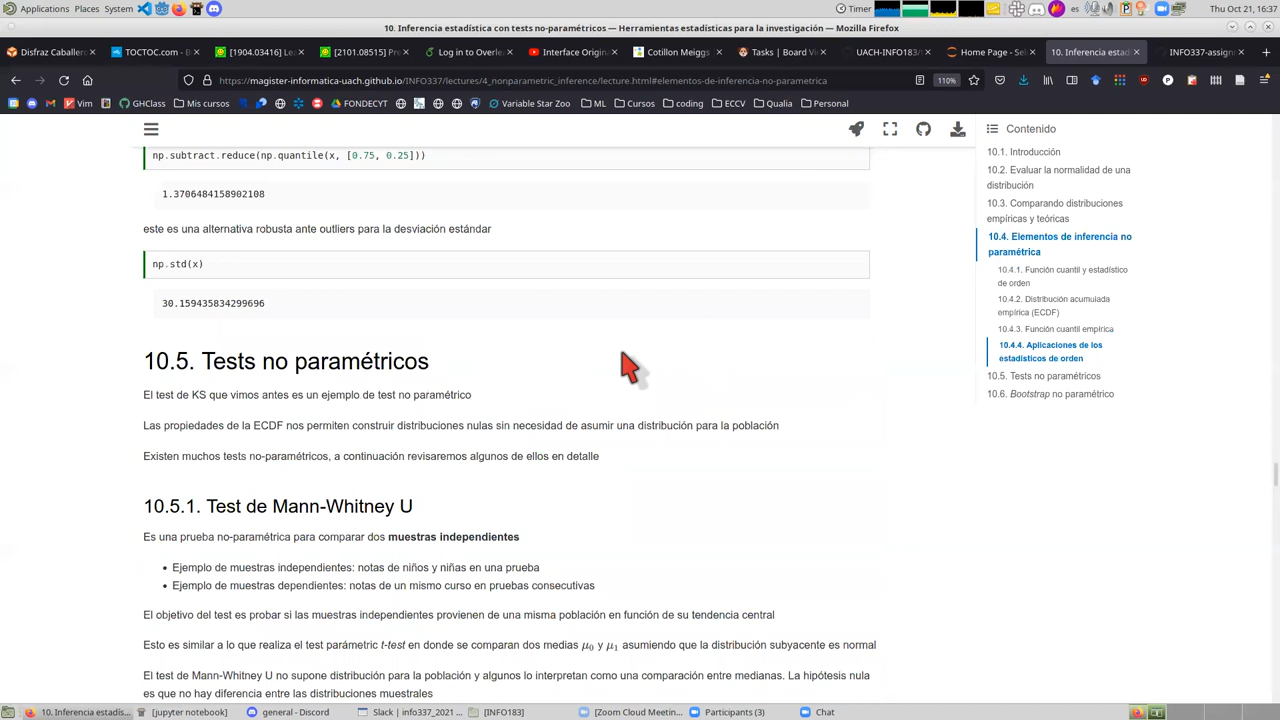 Applications Places System
Timer
es
Thu Oct 21, 16:37
10. Inferencia estadística con tests no paramétricos — Herramientas estadísticas para la investigación — Mozilla Firefox
Disfraz Caballero
TOCTOC.com - B
[1904.03416] Le
[2101.08515] Pr
Log in to Overle
Interface Origin
Cotillon Meiggs
Tasks | Board Vi
UACH-INFO183/
Home Page - Sel
10. Inferencia estad
INFO337-assign
https://magister-informatica-uach.github.io/INFO337/lectures/4_nonparametric_inference/lecture.html#elementos-de-inferencia-no-parametrica
110%
Vim
GHClass
Mis cursos
FONDECYT
Variable Star Zoo
ML
Cursos
coding
ECCV
Qualia
Personal
Contenido
10.1. Introducción
10.2. Evaluar la normalidad de una
distribución
10.3. Comparando distribuciones
empíricas y teóricas
10.4. Elementos de inferencia no
paramétrica
10.4.1. Función cuantil y estadístico
de orden
10.4.2. Distribución acumulada
empírica (ECDF)
10.4.3. Función cuantil empírica
10.4.4. Aplicaciones de los
estadísticos de orden
10.5. Tests no paramétricos
10.6. Bootstrap no paramétrico
np.subtract.reduce(np.quantile(x, [0.75, 0.25]))
1.3706484158902108
este es una alternativa robusta ante outliers para la desviación estándar
np.std(x)
30.159435834299696
10.5. Tests no paramétricos
El test de KS que vimos antes es un ejemplo de test no paramétrico
Las propiedades de la ECDF nos permiten construir distribuciones nulas sin necesidad de asumir una distribución para la población
Existen muchos tests no-paramétricos, a continuación revisaremos algunos de ellos en detalle
10.5.1. Test de Mann-Whitney U
Es una prueba no-paramétrica para comparar dos muestras independientes
• Ejemplo de muestras independientes: notas de niños y niñas en una prueba
• Ejemplo de muestras dependientes: notas de un mismo curso en pruebas consecutivas
El objetivo del test es probar si las muestras independientes provienen de una misma población en función de su tendencia central
Esto es similar a lo que realiza el test parámetric t-test en donde se comparan dos medias μ0 y μ1 asumiendo que la distribución subyacente es normal
El test de Mann-Whitney U no supone distribución para la población y algunos lo interpretan como una comparación entre medianas. La hipótesis nula
es que no hay diferencia entre las distribuciones muestrales
10. Inferencia estadís...
[jupyter notebook]
general - Discord
Slack | info337_2021 ...
[INFO183]
[Zoom Cloud Meetin...
Participants (3)
Chat